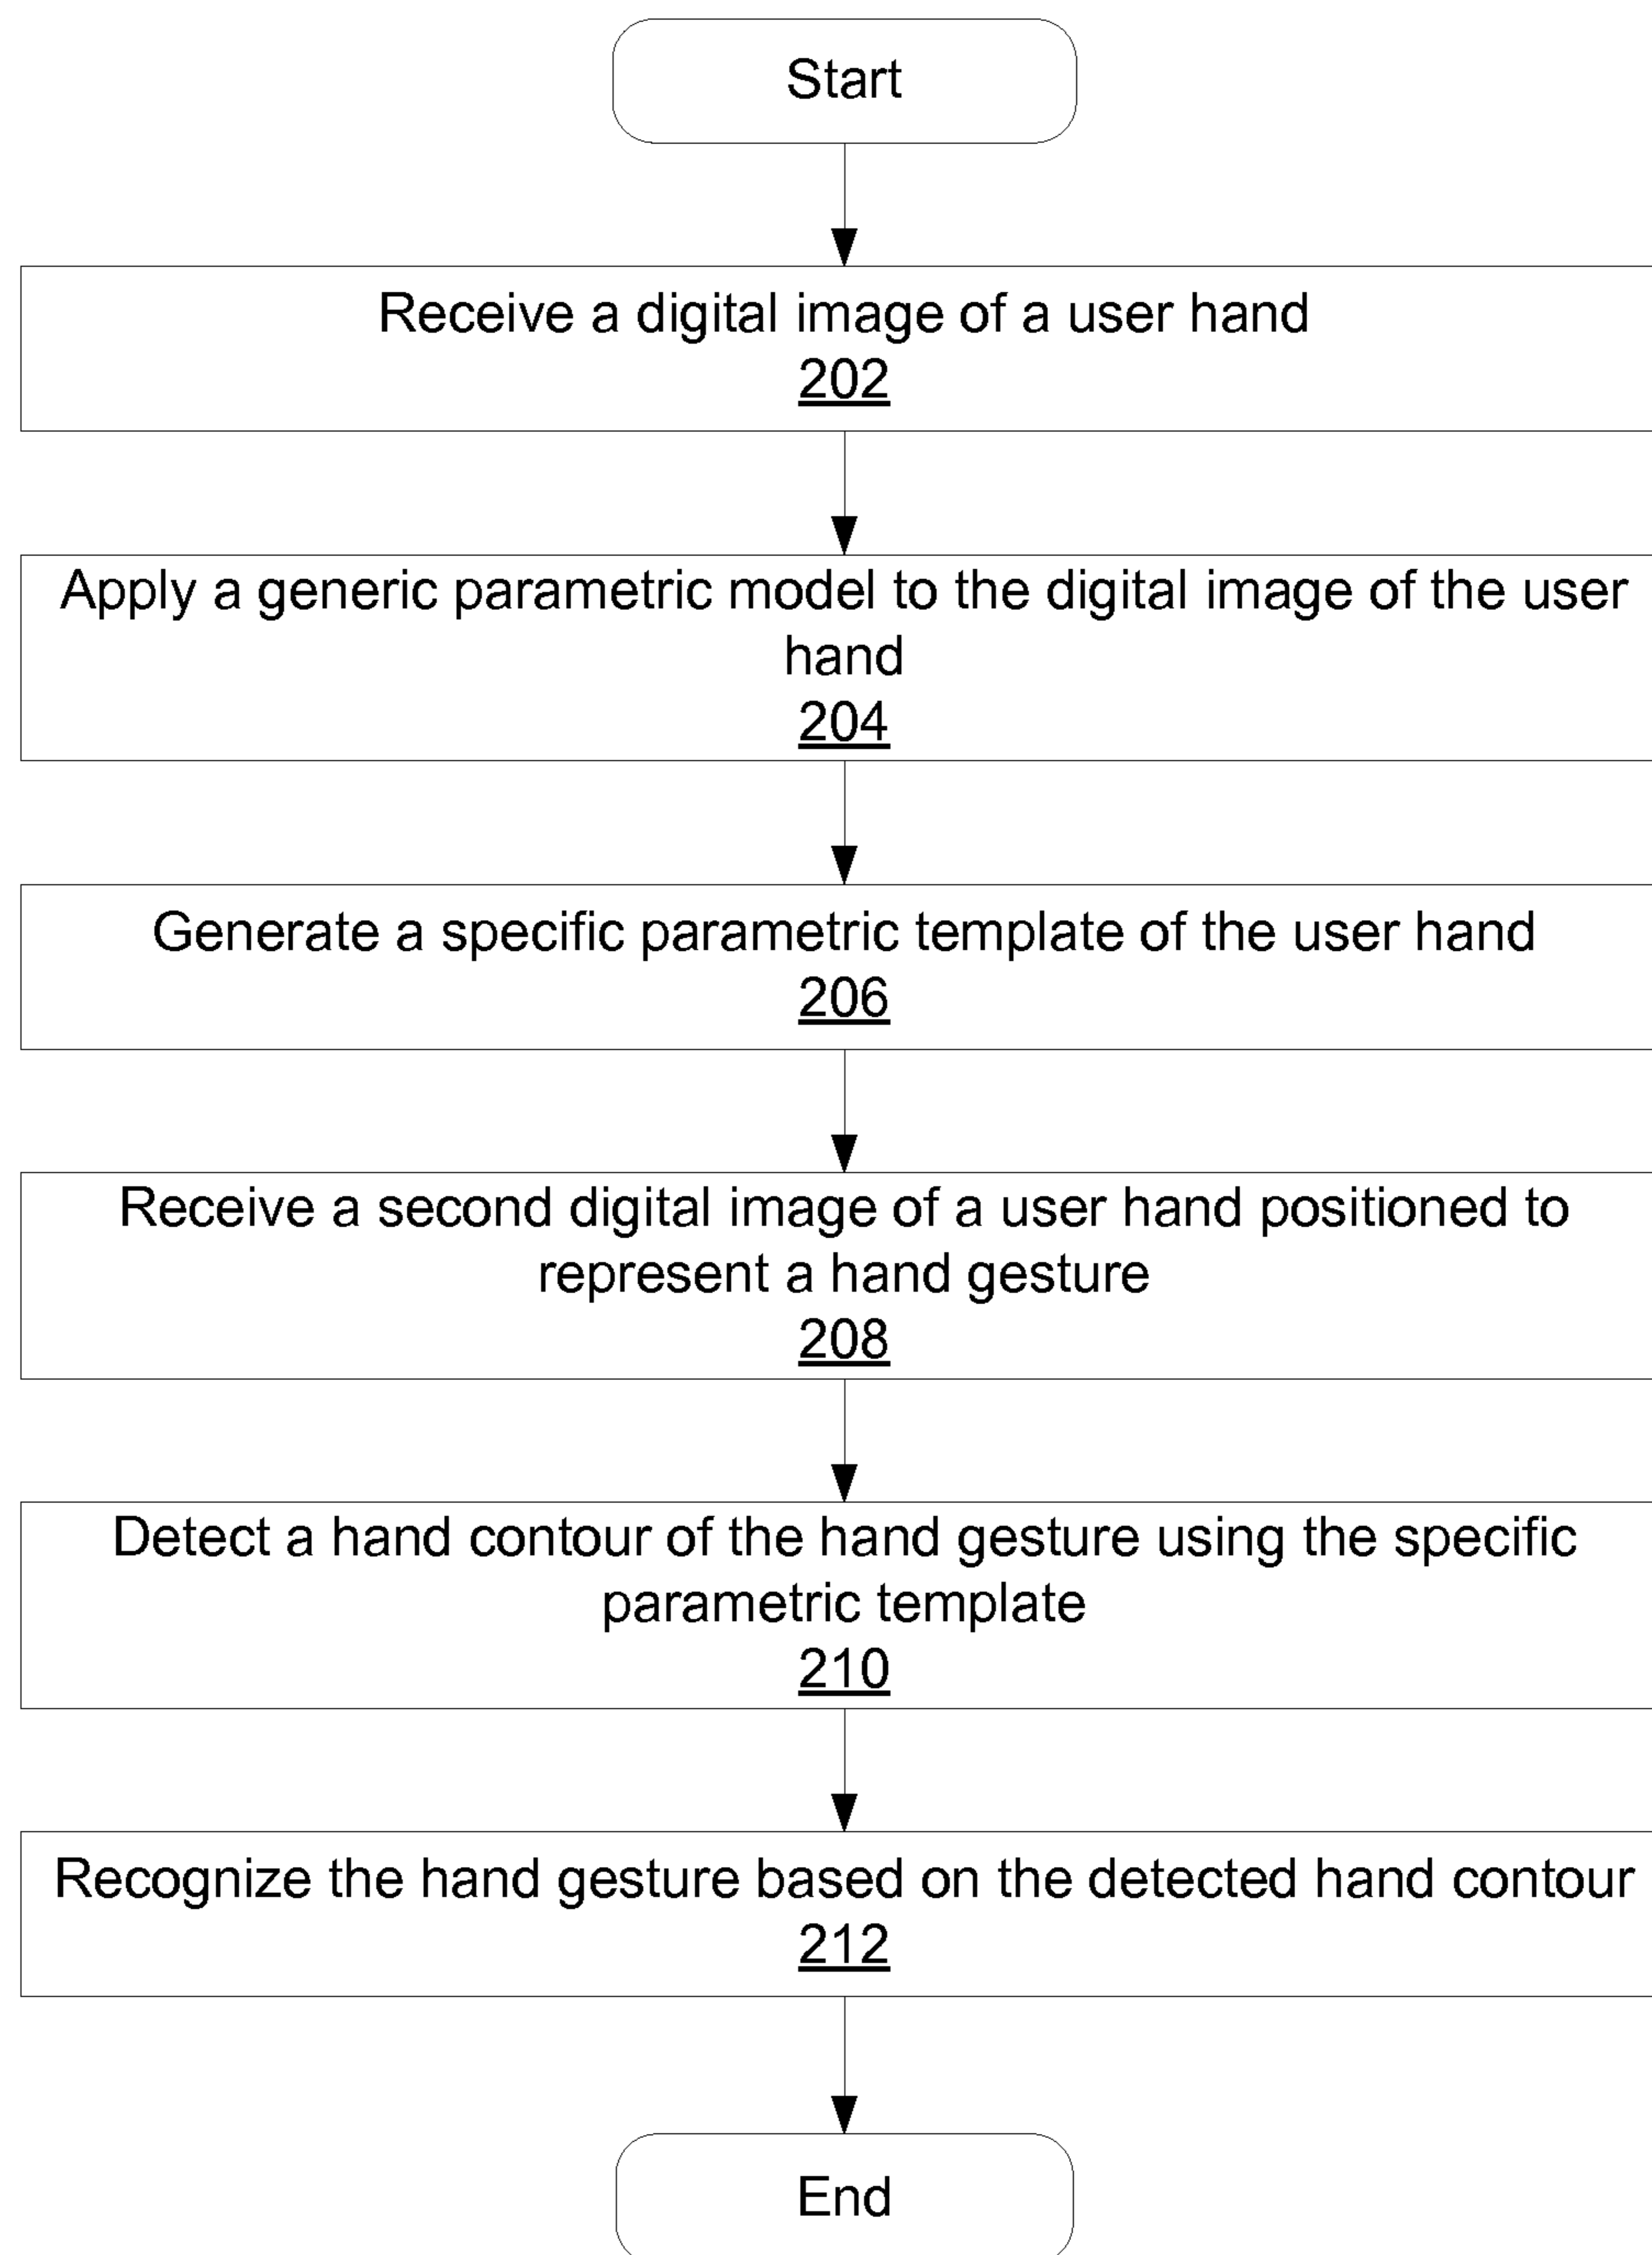 Start
Receive a digital image of a user hand
202
Apply a generic parametric model to the digital image of the user
hand
204
Generate a specific parametric template of the user hand
206
Receive a second digital image of a user hand positioned to
represent a hand gesture
208
Detect a hand contour of the hand gesture using the specific
parametric template
210
Recognize the hand gesture based on the detected hand contour
212
End